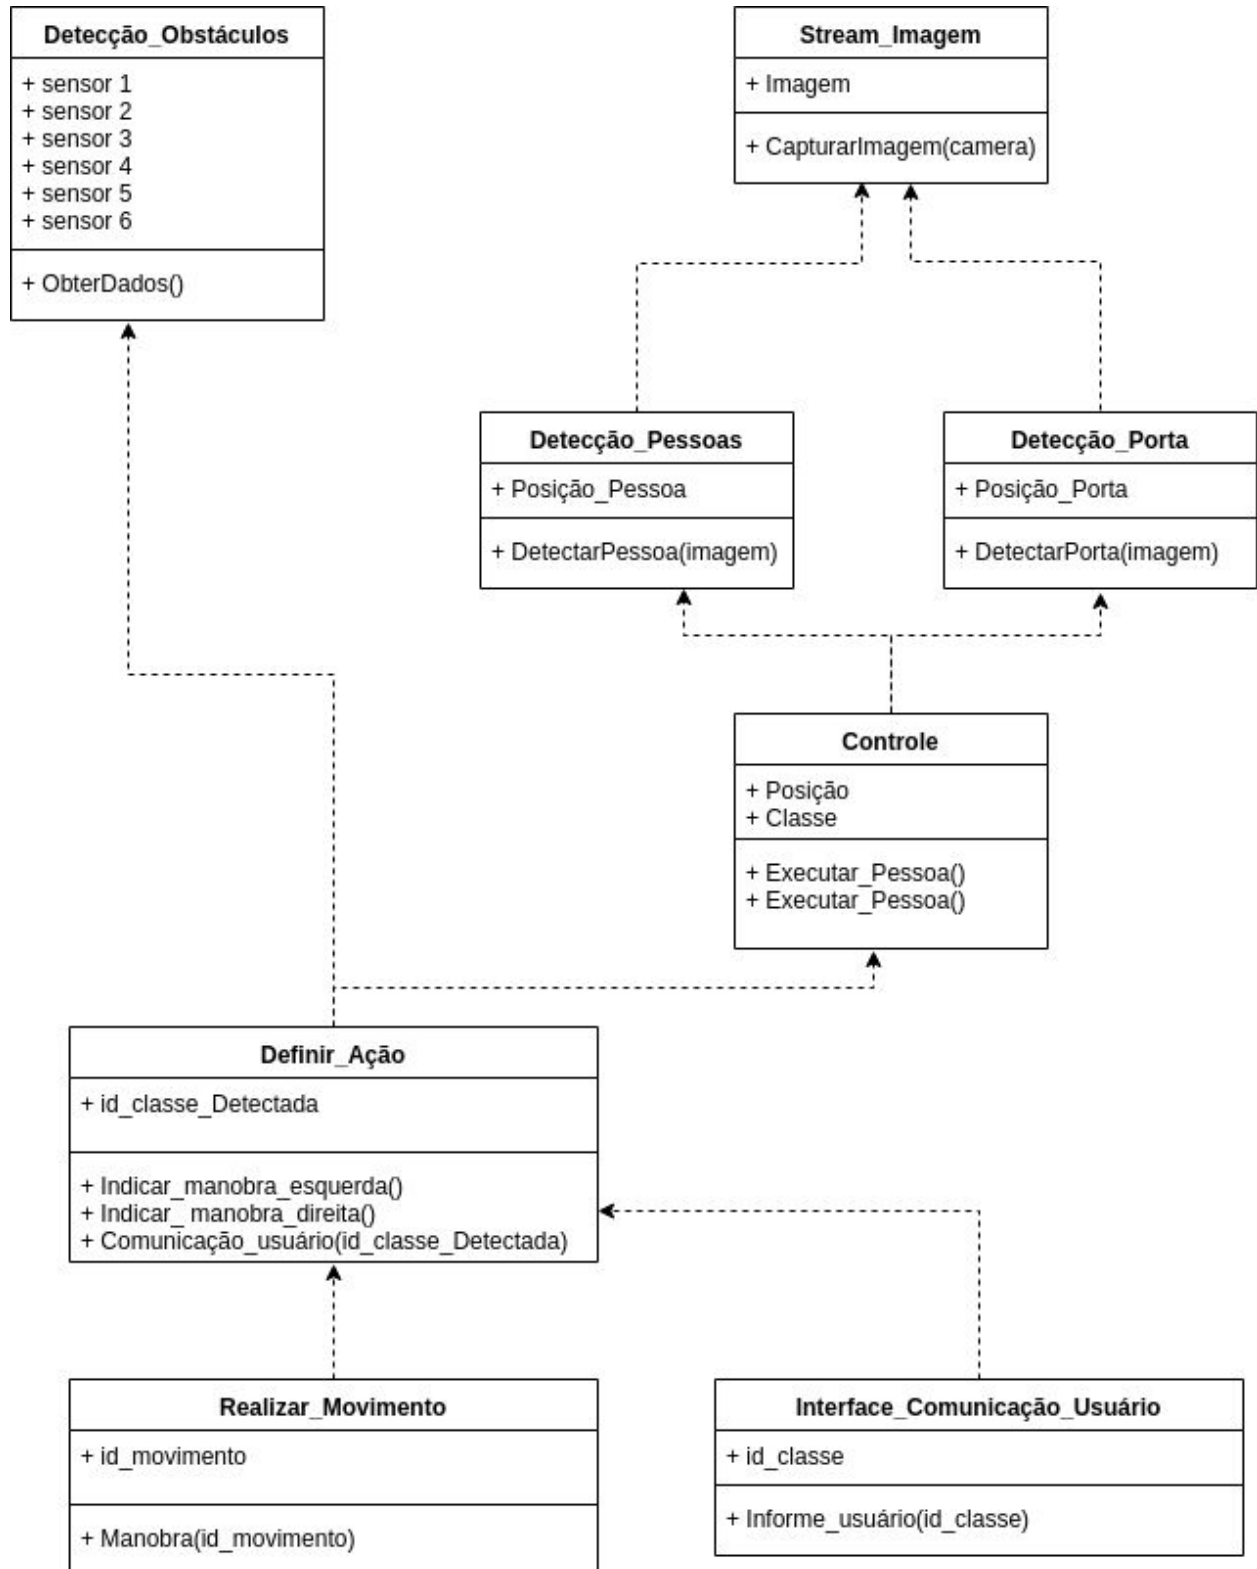 Detecção_Obstáculos
+ sensor 1
+ sensor 2
+ sensor 3
+ sensor 4
+ sensor 5
+ sensor 6
+ ObterDados()
Stream_Imagem
+ Imagem
+ CapturarImagem(camera)
Detecção_Pessoas
+ Posição_Pessoa
+ DetectarPessoa(imagem)
Detecção_Porta
+ Posição_Porta
+ DetectarPorta(imagem)
Controle
+ Posição
+ Classe
+ Executar_Pessoa()
+ Executar_Pessoa()
Definir_Ação
+ id_classe_Detectada
+ Indicar_manobra_esquerda()
+ Indicar_ manobra_direita()
+ Comunicação_usuário(id_classe_Detectada)
Realizar_Movimento
+ id_movimento
+ Manobra(id_movimento)
Interface_Comunicação_Usuário
+ id_classe
+ Informe_usuário(id_classe)